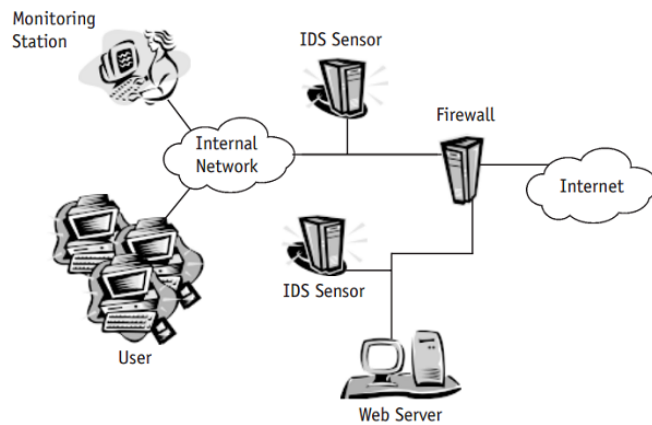 Monitoring
Station
IDS Sensor
Firewall
Internal
Network
Internet
IDS Sensor
User
Web Server